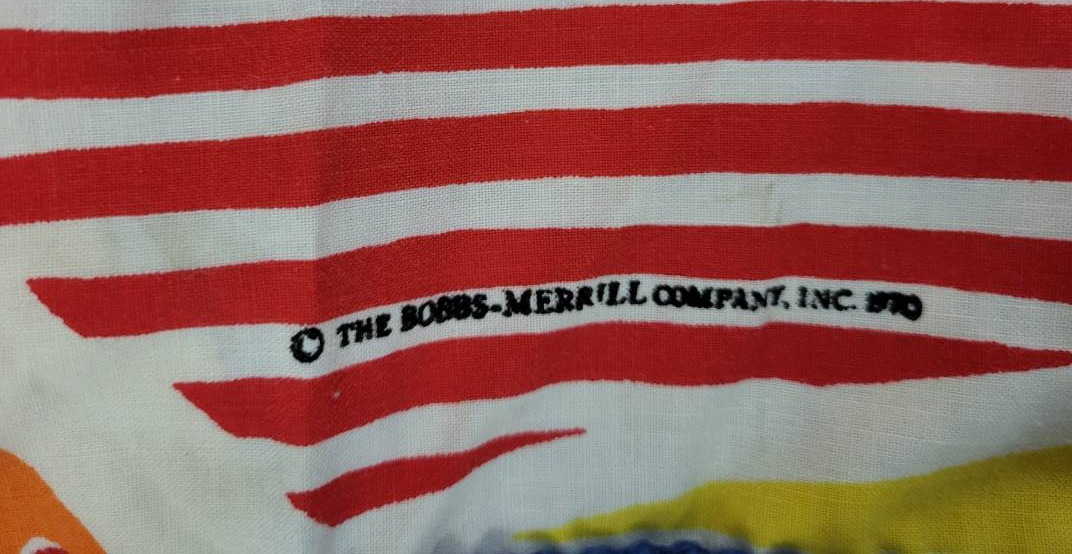 © THE BOBBS-MERRILL COMPANY, INC. 1970